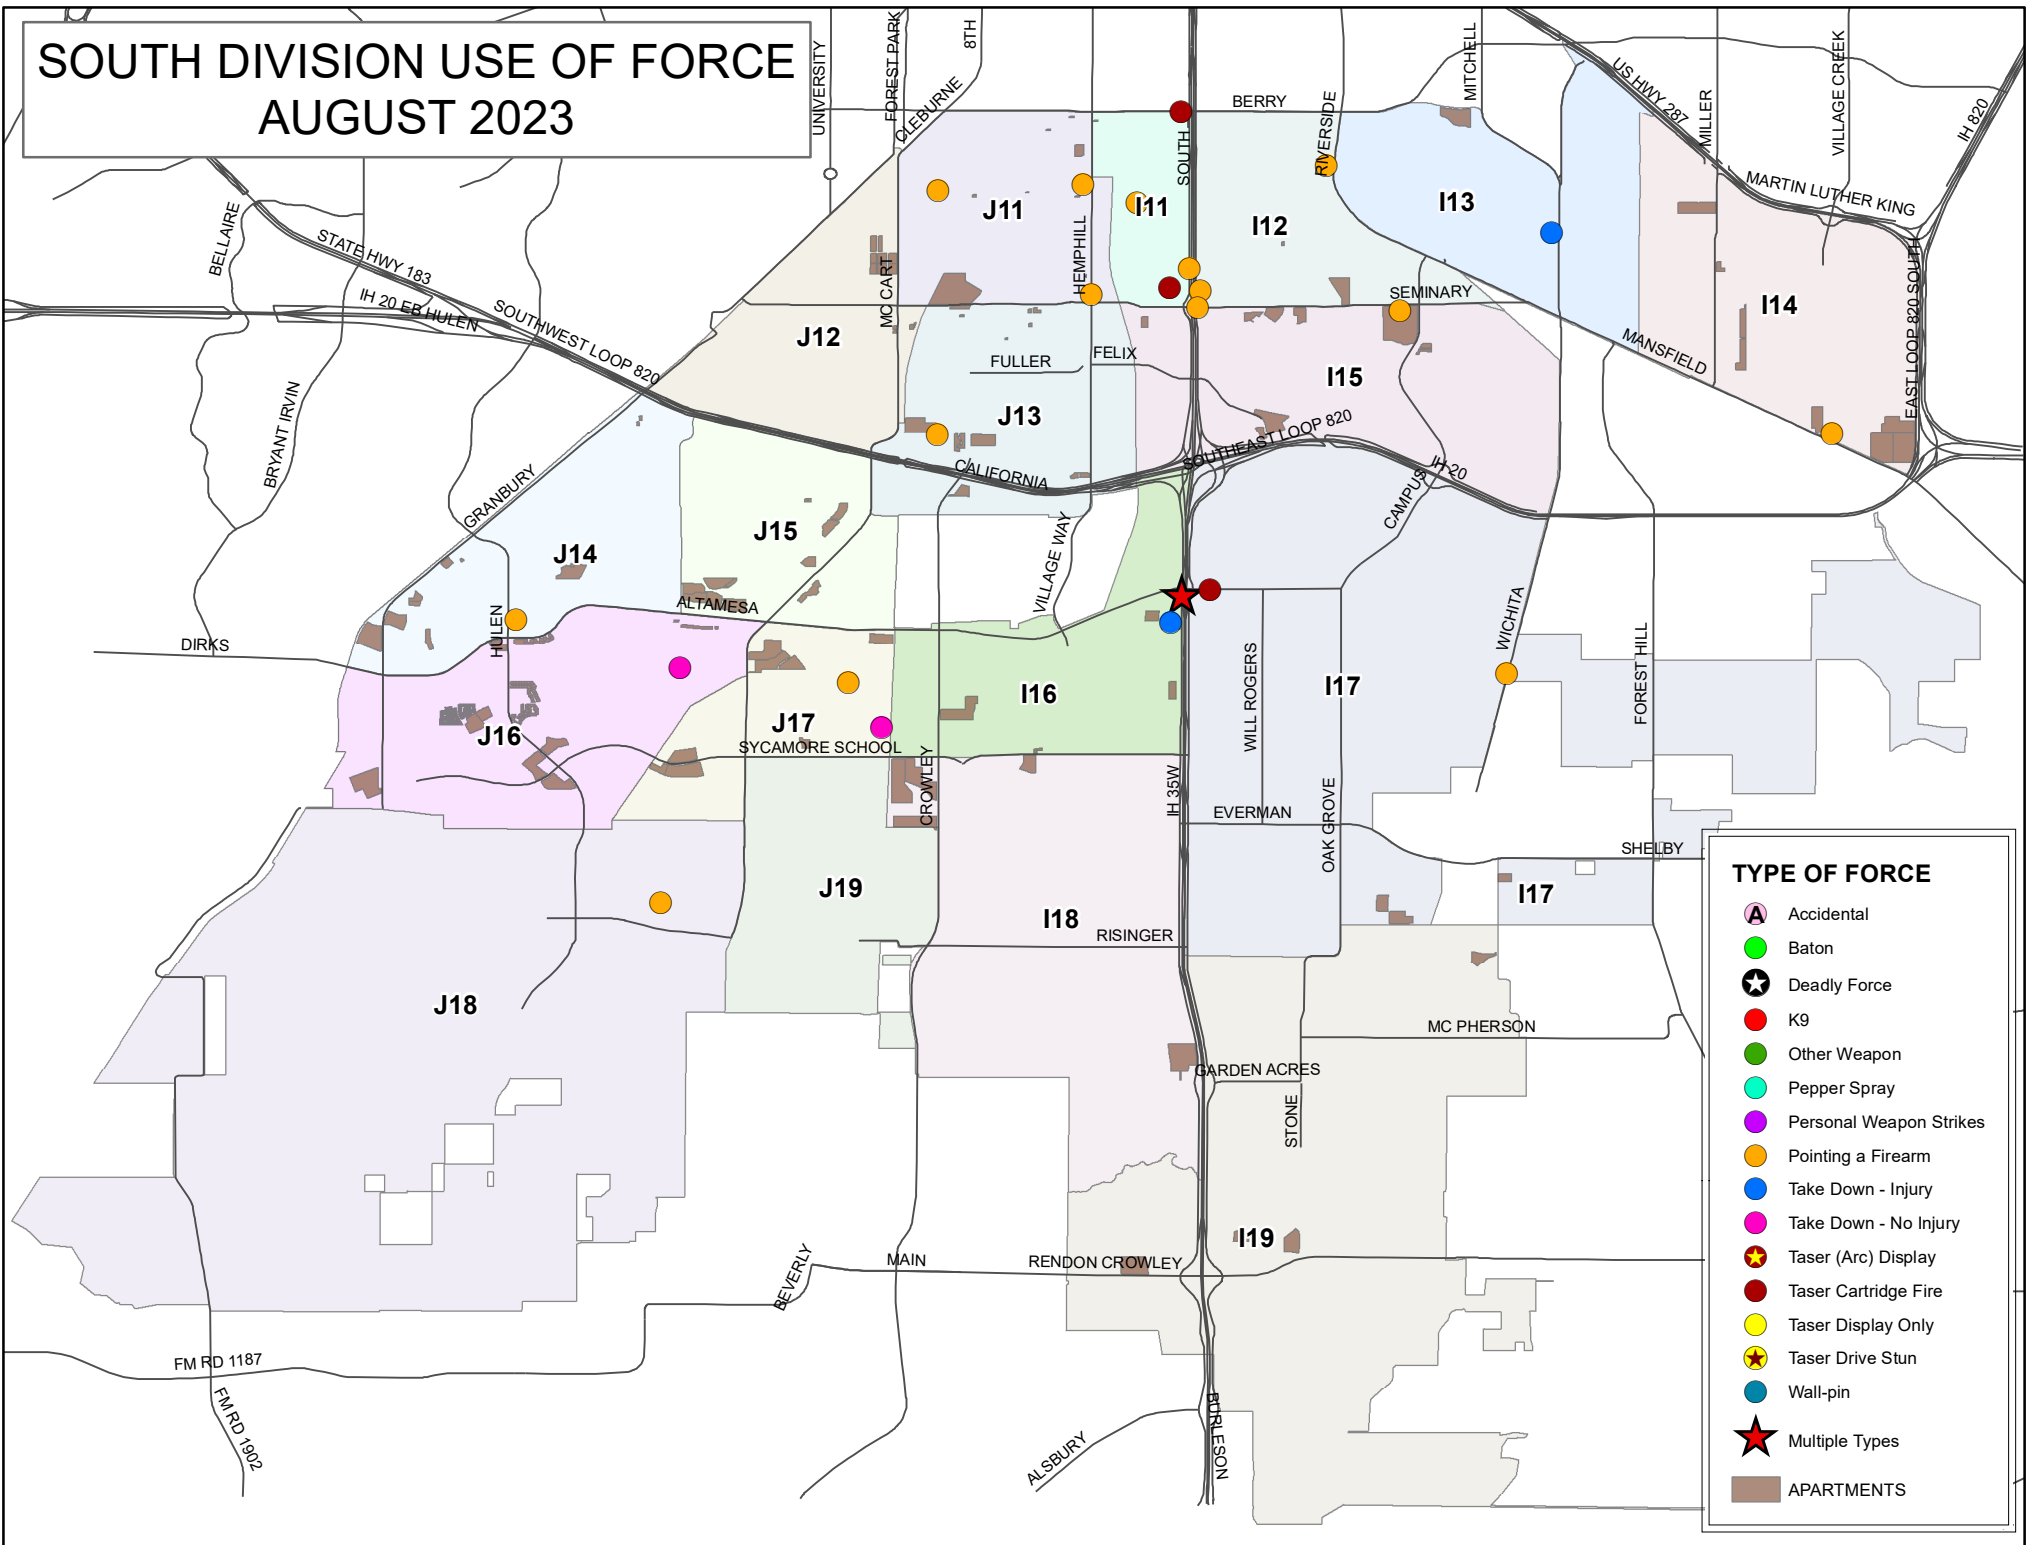 SOUTH DIVISION USE OF FORCE
AUGUST 2023
UNIVERSITY
FOREST PARK
8TH
CLEBURNE
BERRY
SOUTH
RIVERSIDE
MITCHELL
US HWY 287
MILLER
VILLAGE CREEK
IH 820
MARTIN LUTHER KING
BELLAIRE
STATE HWY 183
IH 20 EB HULEN
SOUTHWEST LOOP 820
MC CART
HEMPHILL
J11
I11
I12
I13
I14
J12
SEMINARY
EAST LOOP 820 SOUTH
MANSFIELD
FULLER
FELIX
I15
J13
BRYANT IRVIN
GRANBURY
CALIFORNIA
SOUTHEAST LOOP 820
IH 20
CAMPUS
J15
J14
VILLAGE WAY
ALTAMESA
HULEN
DIRKS
WICHITA
FOREST HILL
WILL ROGERS
I16
I17
J17
J16
SYCAMORE SCHOOL
CROWLEY
IH 35W
EVERMAN
OAK GROVE
SHELBY
J19
I17
I18
RISINGER
J18
MC PHERSON
GARDEN ACRES
STONE
I19
MAIN
RENDON CROWLEY
BEVERLY
FM RD 1187
FM RD 1902
ALSBURY
BURLESON
TYPE OF FORCE
A Accidental
Baton
Deadly Force
K9
Other Weapon
Pepper Spray
Personal Weapon Strikes
Pointing a Firearm
Take Down - Injury
Take Down - No Injury
Taser (Arc) Display
Taser Cartridge Fire
Taser Display Only
Taser Drive Stun
Wall-pin
Multiple Types
APARTMENTS